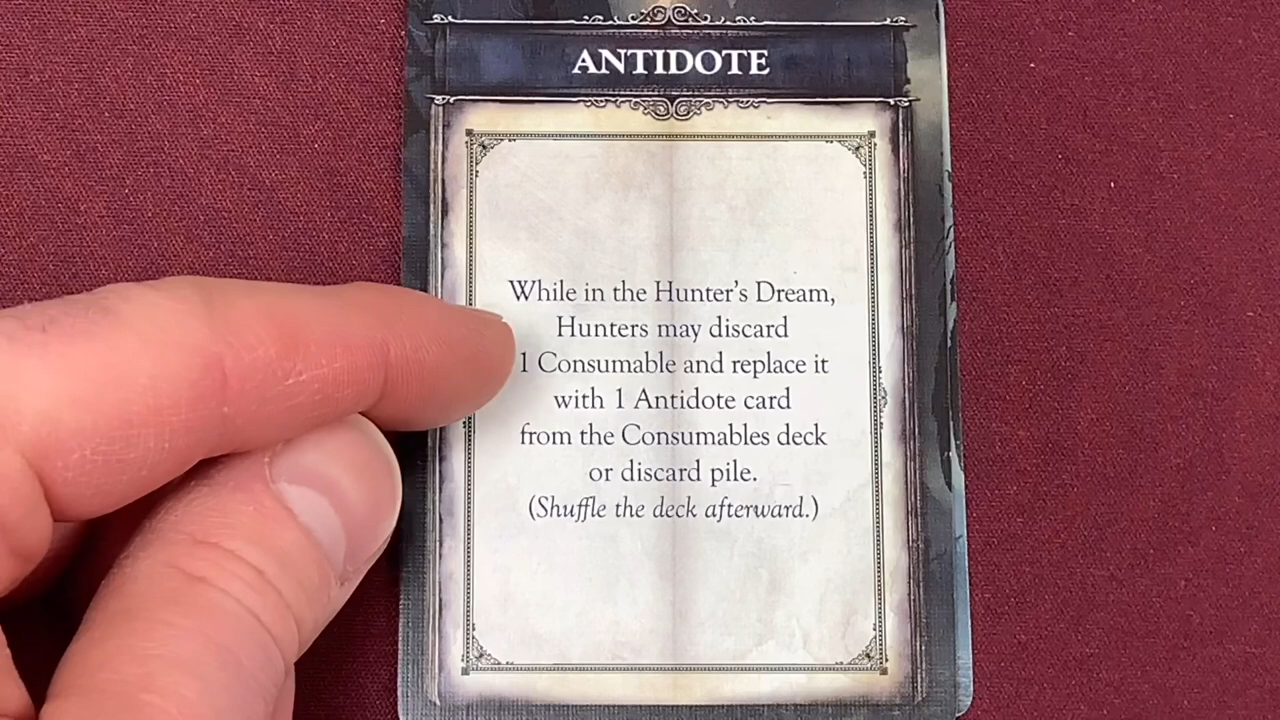 ANTIDOTE
While in the Hunter's Dream,
Hunters may discard
1 Consumable and replace it
with 1 Antidote card
from the Consumables deck
or discard pile.
(Shuffle the deck afterward.)